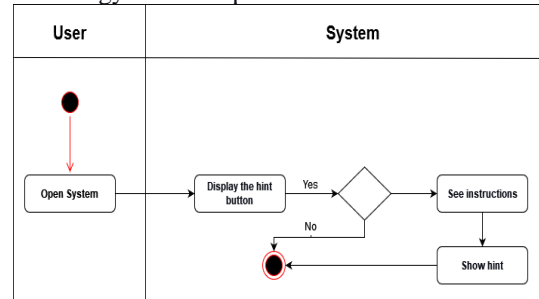 User
System
Open System
Display the hint
button
Yes
See instructions
No
Show hint